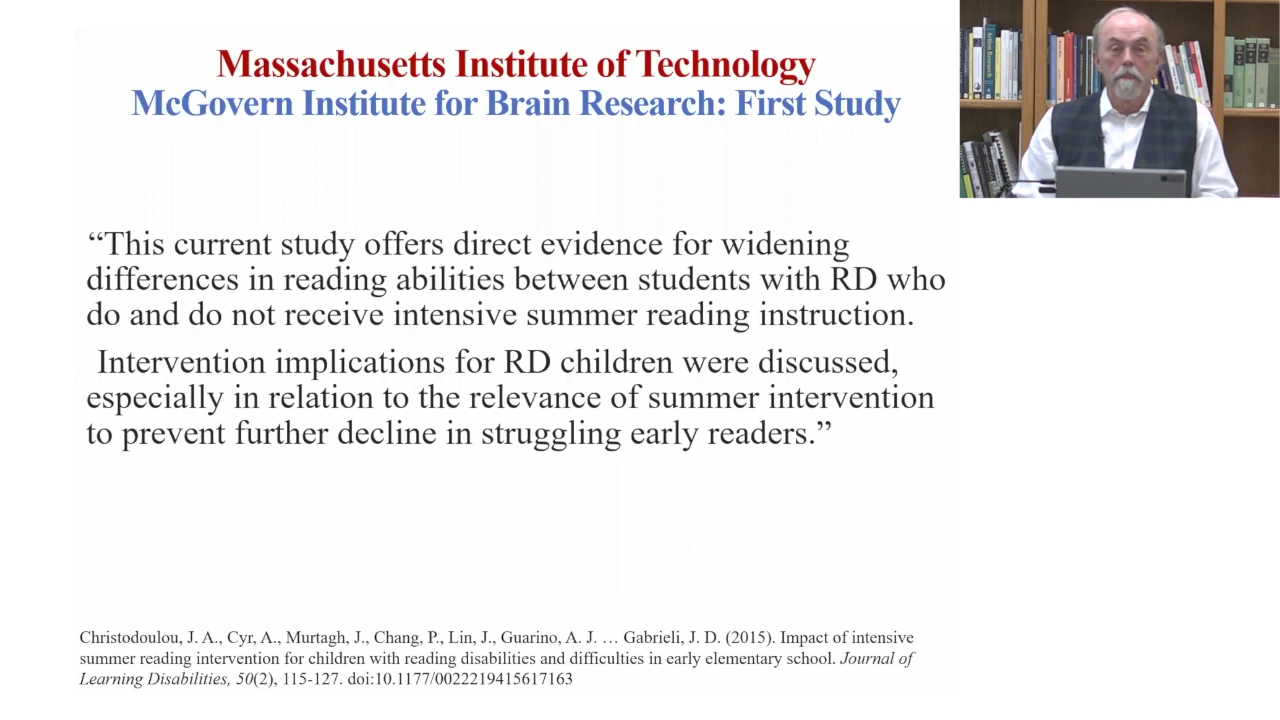 Massachusetts Institute of Technology
McGovern Institute for Brain Research: First Study
“This current study offers direct evidence for widening
differences in reading abilities between students with RD who
do and do not receive intensive summer reading instruction.
Intervention implications for RD children were discussed,
especially in relation to the relevance of summer intervention
to prevent further decline in struggling early readers.”
Christodoulou, J. A., Cyr, A., Murtagh, J., Chang, P., Lin, J., Guarino, A. J. … Gabrieli, J. D. (2015). Impact of intensive
summer reading intervention for children with reading disabilities and difficulties in early elementary school. Journal of
Learning Disabilities, 50(2), 115-127. doi:10.1177/0022219415617163
Action Research